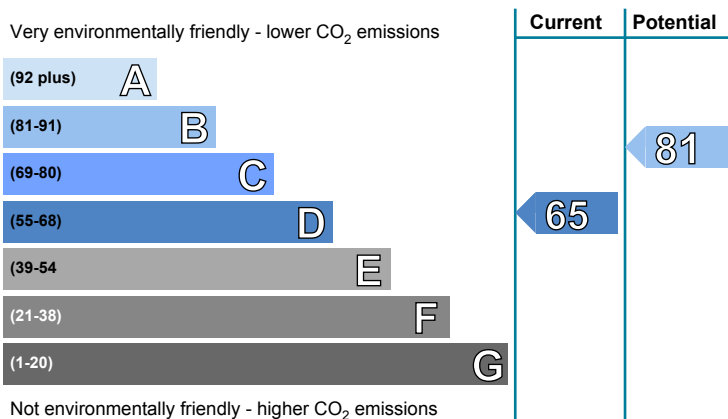 Current Potential
Very environmentally friendly - lower CO2 emissions
(92 plus) A
(81-91) B
81
(69-80) C
(55-68) D
65
(39-54 E
(21-38) F
(1-20) G
Not environmentally friendly - higher CO2 emissions